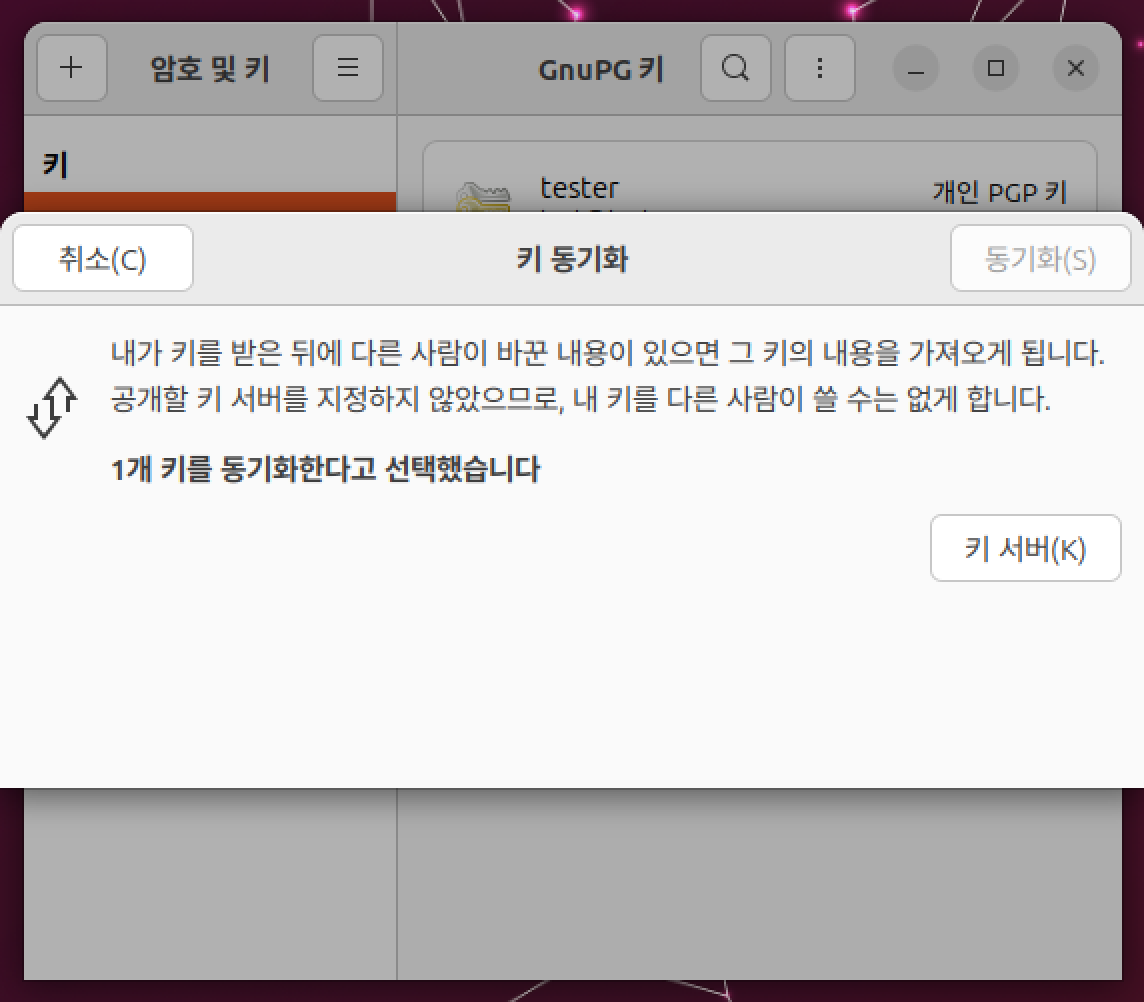 암호 및 키
GnuPG 키
키
tester
개인 PGP 키
취소(C)
키 동기화
동기화(S)
내가 키를 받은 뒤에 다른 사람이 바꾼 내용이 있으면 그 키의 내용을 가져오게 됩니다.
공개할 키 서버를 지정하지 않았으므로, 내 키를 다른 사람이 쓸 수는 없게 합니다.
1개 키를 동기화한다고 선택했습니다
키 서버(K)